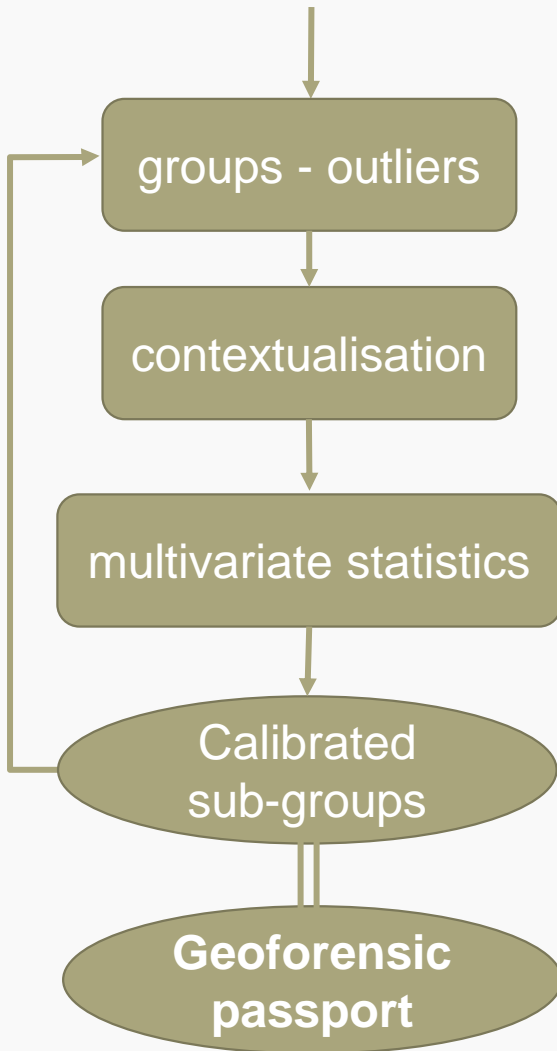 groups - outliers
contextualisation
multivariate statistics
Calibrated
sub-groups
Geoforensic
passport